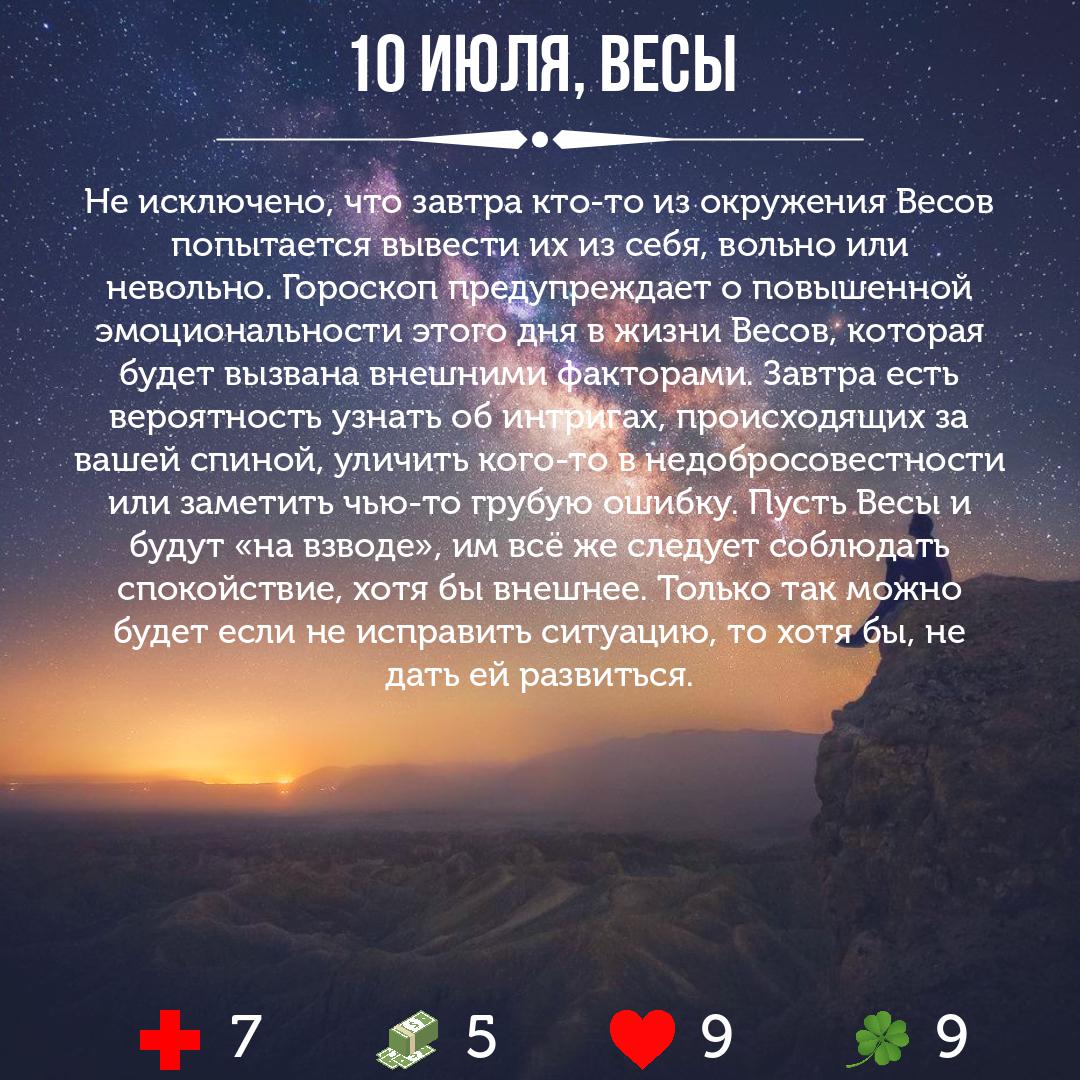 10 ИЮЛЯ, ВЕСЫ
Не исключено, что завтра кто-то из окружения Весов
попытается вывести их из себя, вольно или
невольно. Гороскоп предупреждает о повышенной
эмоциональности этого дня в жизни Весов, которая
будет вызвана внешними факторами. Завтра есть
вероятность узнать об интригах, происходящих за
вашей спиной, уличить кого-то в недобросовестности
или заметить чью-то грубую ошибку. Пусть Весы и
будут «на взводе», им всё же следует соблюдать
спокойствие, хотя бы внешнее. Только так можно
будет если не исправить ситуацию, то хотя бы, не
дать ей развиться.
7 5 9 9